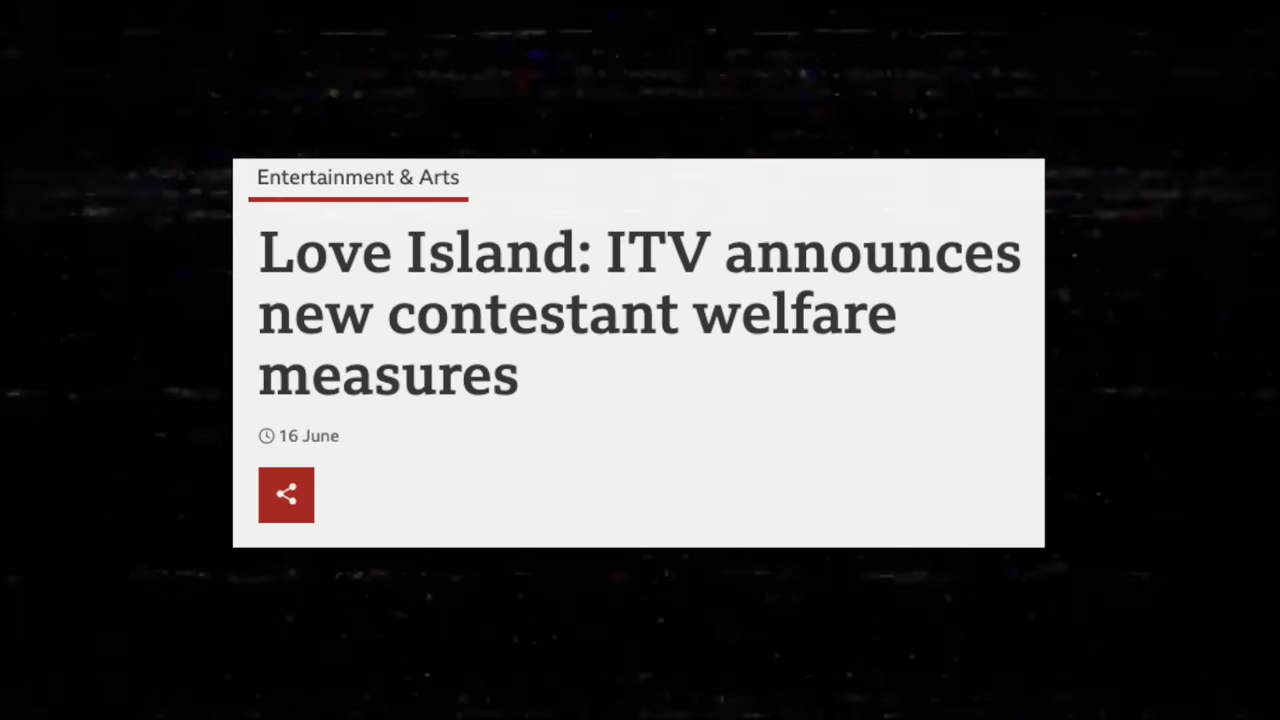 Entertainment & Arts
Love Island: ITV announces
new contestant welfare
measures
16 June